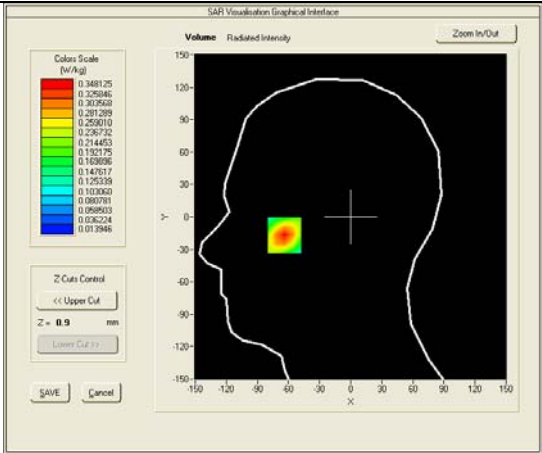 SAR Visualisation Graphical Interface
Volume Radiated Intensity
Zoom In/Out
Colors Scale
(W/kg)
0.348125
0.325846
0.303568
0.281289
0.259010
0.236732
0.214453
0.192175
0.169896
0.147617
0.125339
0.103060
0.080781
0.058503
0.036224
0.013946
Z-Cuts Control
<< Upper Cut
Z = 0.9 mm
Lower Cut >>
SAVE Cancel
150
120
90
60
30
0
-30
-60
-90
-120
-150
Y
-150 -120 -90 -60 -30 0 30 60 90 120 150
X